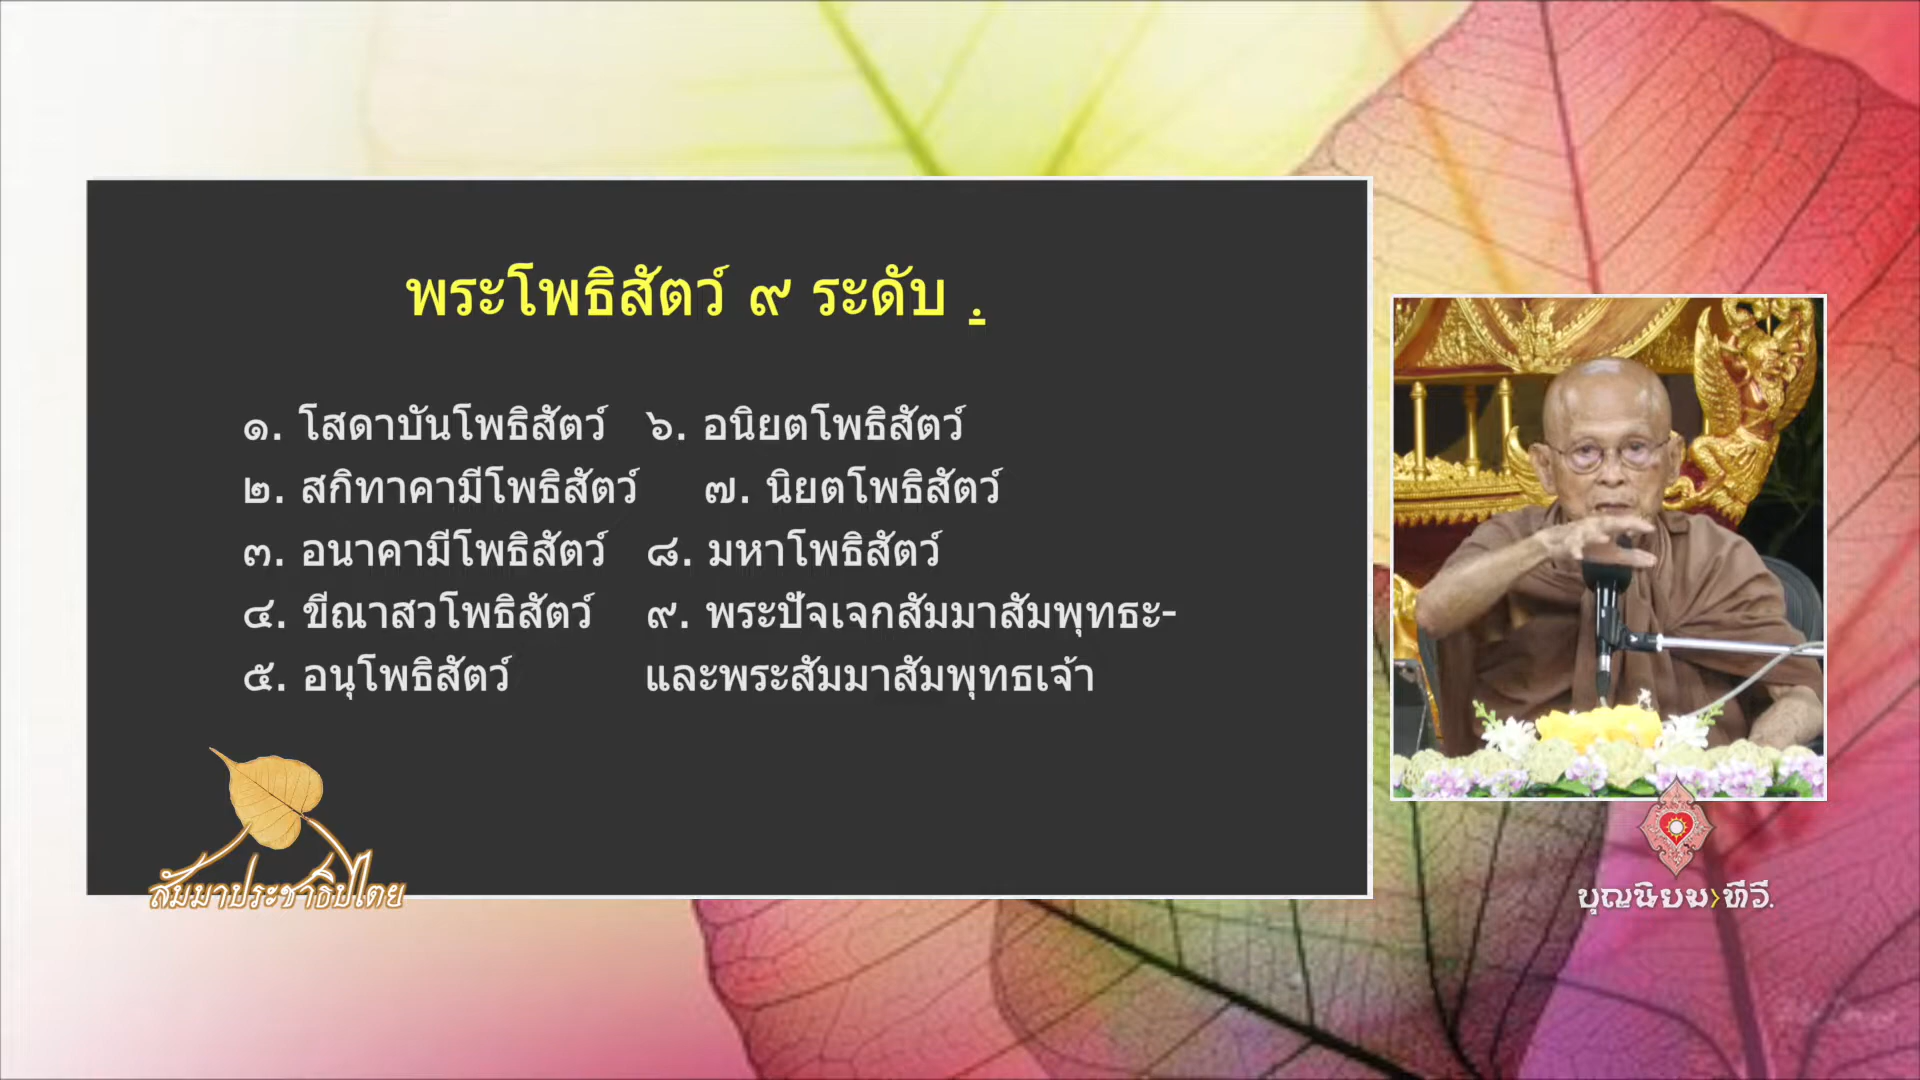 พระโพธิสัตว์ ๙ ระดับ .
๑. โสดาบันโพธิสัตว์ ๖. อนิยตโพธิสัตว์
๒. สกิทาคามีโพธิสัตว์ ๗. นิยตโพธิสัตว์
๓. อนาคามีโพธิสัตว์ ๘. มหาโพธิสัตว์
๔. ขีณาสวโพธิสัตว์ ๙. พระปัจเจกสัมมาสัมพุทธะ-
๕. อนุโพธิสัตว์ และพระสัมมาสัมพุทธเจ้า
สัมมาประชาธิปไตย
บุญนิยม>ทีวี.